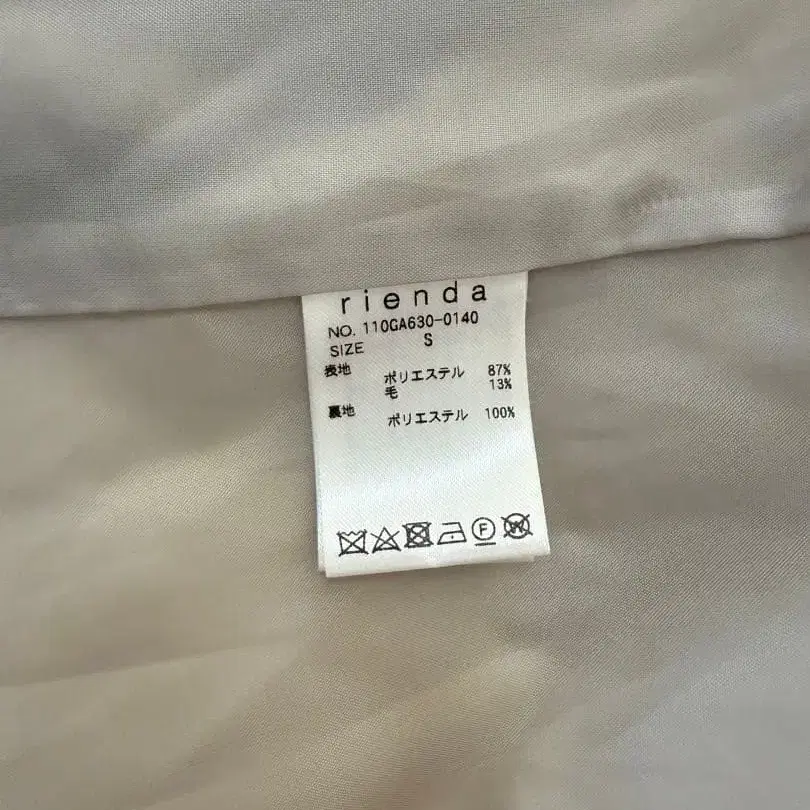 rienda
NO. 110GA630-0140
SIZE S
表地 ポリエステル 87%
毛 13%
裏地 ポリエステル 100%
F W